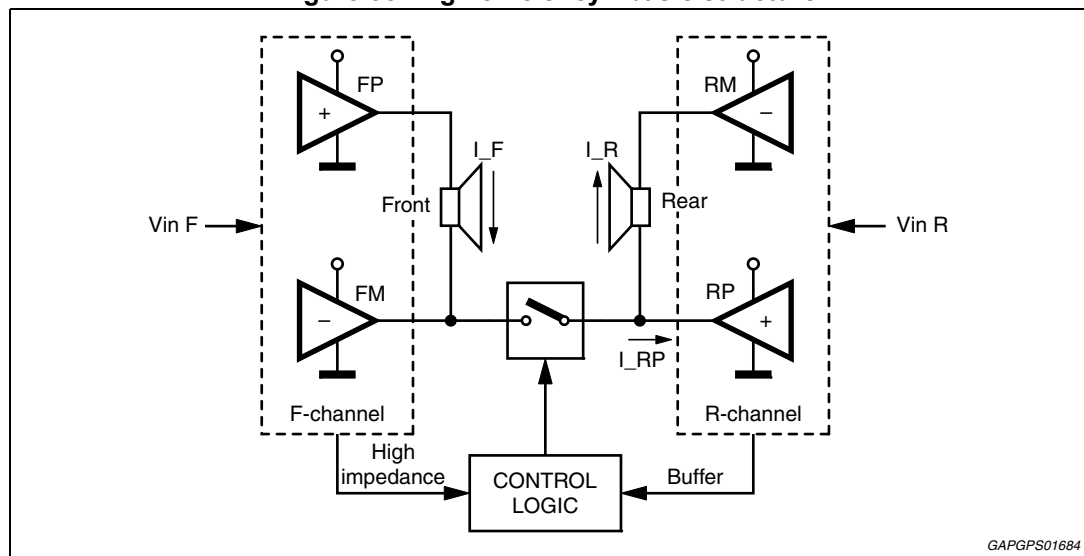 FP
RM
+
−
I_F
I_R
Front
Rear
Vin F
Vin R
FM
RP
−
+
I_RP
F-channel
R-channel
High
impedance
CONTROL
LOGIC
Buffer
GAPGPS01684